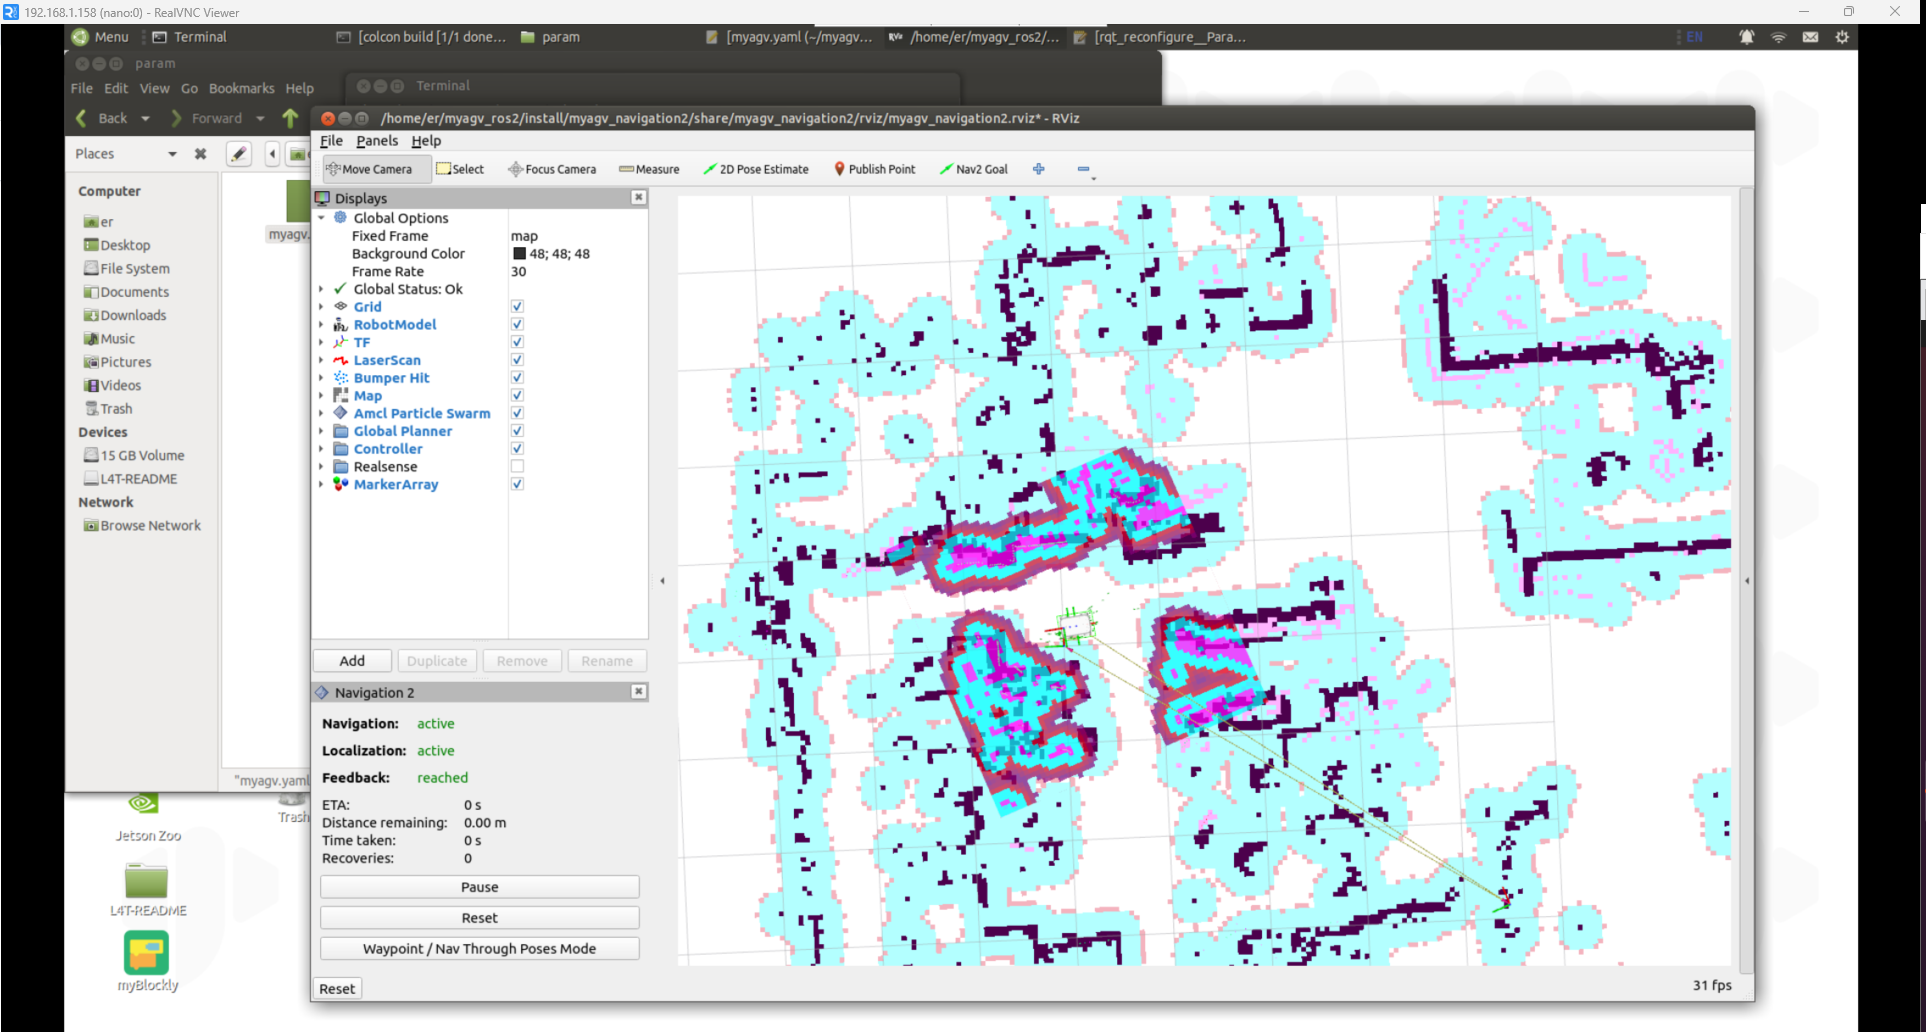 192.168.1.158 (nano:0) - RealVNC Viewer
Menu
Terminal
[colcon build [1/1 done...
param
[myagv.yaml (~/myagv...
/home/er/myagv_ros2/...
[rqt_reconfigure__Para...
EN
param
File Edit View Go Bookmarks Help
Terminal
Back
Forward
Places
Computer
er
Desktop
File System
Documents
Downloads
Music
Pictures
Videos
Trash
Devices
15 GB Volume
L4T-README
Network
Browse Network
myagv.
"myagv.yaml
/home/er/myagv_ros2/install/myagv_navigation2/share/myagv_navigation2/rviz/myagv_navigation2.rviz* - RViz
File Panels Help
Move Camera
Select
Focus Camera
Measure
2D Pose Estimate
Publish Point
Nav2 Goal
Displays
Global Options
Fixed Frame map
Background Color 48; 48; 48
Frame Rate 30
Global Status: Ok
Grid
RobotModel
TF
LaserScan
Bumper Hit
Map
Amcl Particle Swarm
Global Planner
Controller
Realsense
MarkerArray
Add Duplicate Remove Rename
Navigation 2
Navigation: active
Localization: active
Feedback: reached
ETA: 0 s
Distance remaining: 0.00 m
Time taken: 0 s
Recoveries: 0
Pause
Reset
Waypoint / Nav Through Poses Mode
Reset
31 fps
Jetson Zoo
Trash
L4T-README
myBlockly